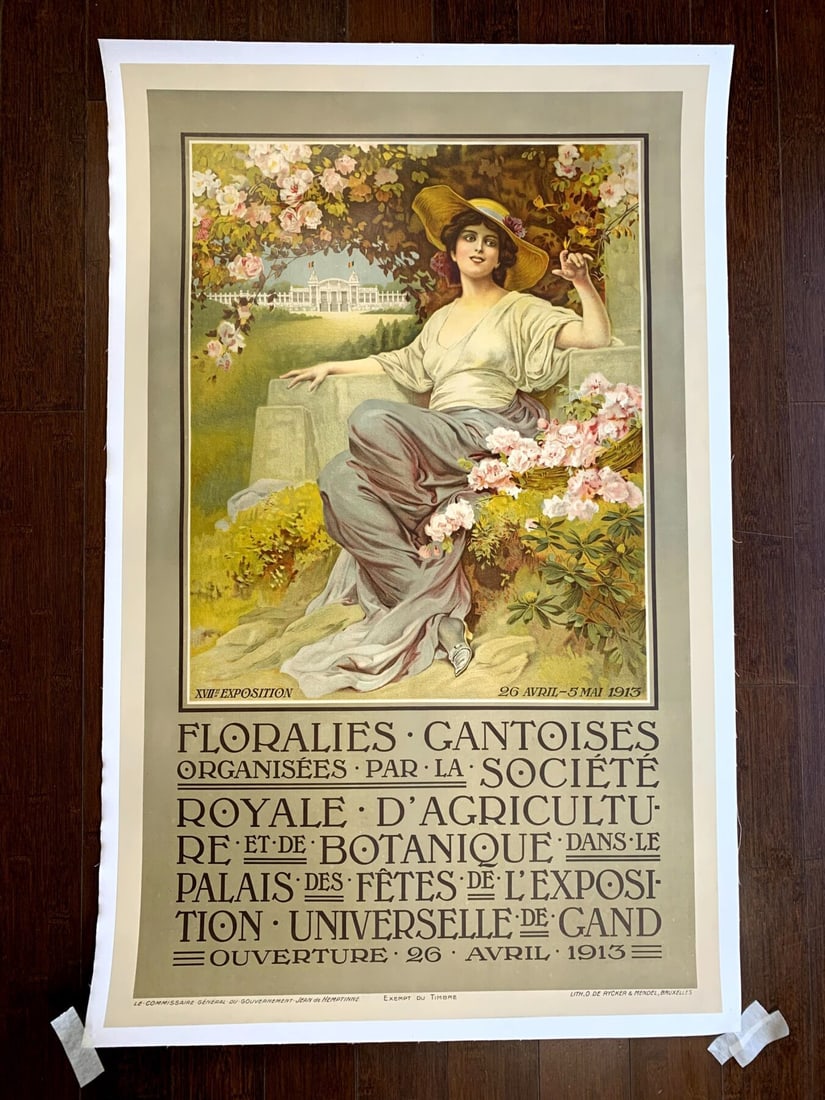 XVIIE EXPOSITION
26 AVRIL–5 MAI 1913
FLORALIES · GANTOISES
ORGANISÉES · PAR · LA · SOCIÉTÉ
ROYALE · D'AGRICULTU-
RE · ET · DE · BOTANIQUE · DANS · LE
PALAIS · DES · FÊTES · DE · L'EXPOSI-
TION · UNIVERSELLE · DE · GAND
OUVERTURE · 26 · AVRIL · 1913
LE COMMISSAIRE GÉNÉRAL DU GOUVERNEMENT JEAN de HEMPTINNE
EXEMPT DU TIMBRE
LITH. O. DE RYCKER & MENDEL, BRUXELLES